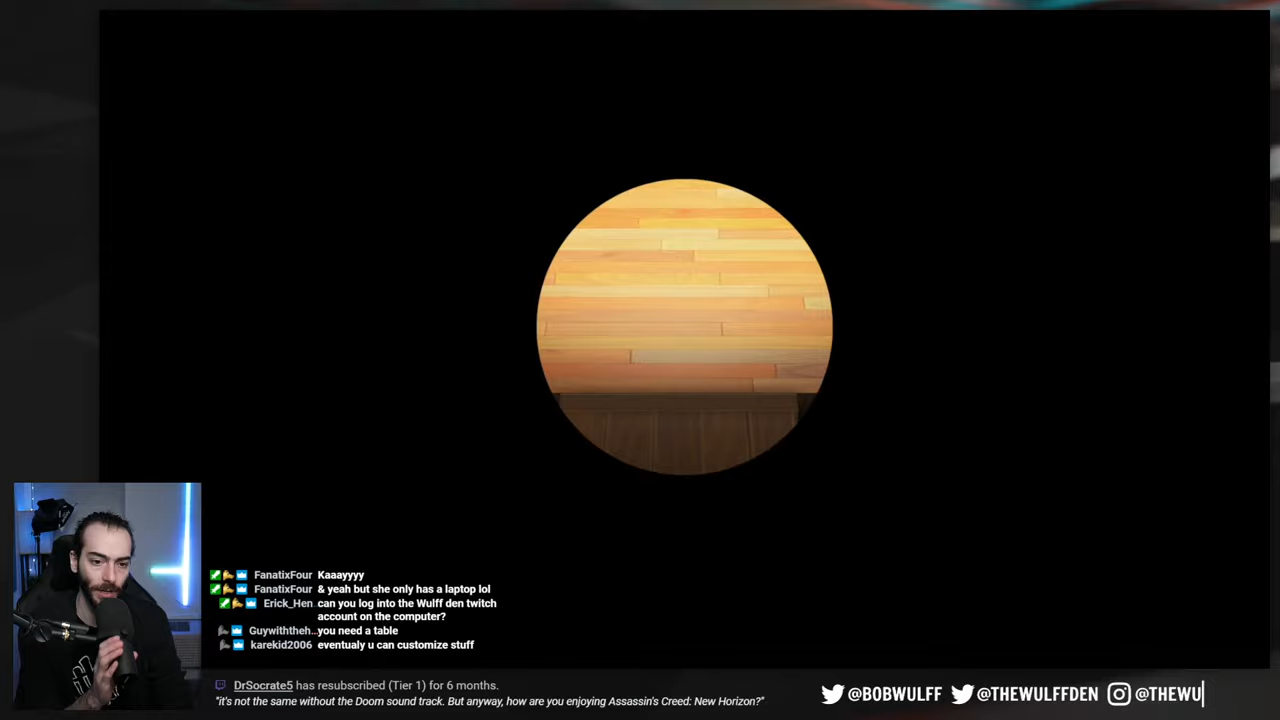 FanatixFour Kaaayyyy
FanatixFour & yeah but she only has a laptop lol
Erick_Hen can you log into the Wulff den twitch
account on the computer?
Guywiththeh... you need a table
karekid2006 eventualy u can customize stuff
DrSocrate5 has resubscribed (Tier 1) for 6 months.
"it's not the same without the Doom sound track. But anyway, how are you enjoying Assassin's Creed: New Horizon?"
@BOBWULFF @THEWULFFDEN @THEWU